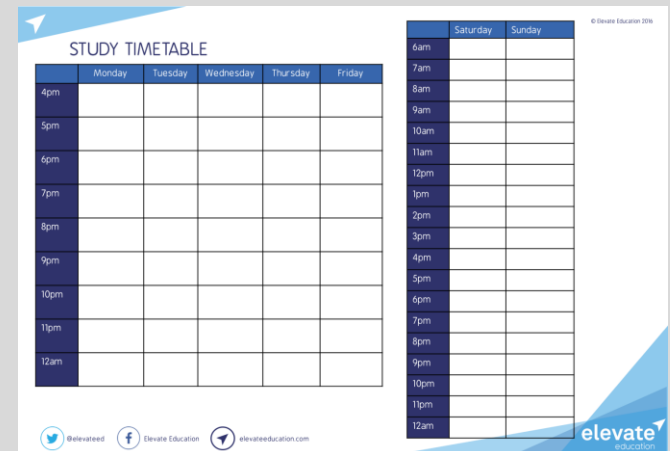 STUDY TIMETABLE
Monday Tuesday Wednesday Thursday Friday
4pm
5pm
6pm
7pm
8pm
9pm
10pm
11pm
12am
@elevateed Elevate Education elevateeducation.com
© Elevate Education 2016
Saturday Sunday
6am
7am
8am
9am
10am
11am
12pm
1pm
2pm
3pm
4pm
5pm
6pm
7pm
8pm
9pm
10pm
11pm
12am
elevate
education